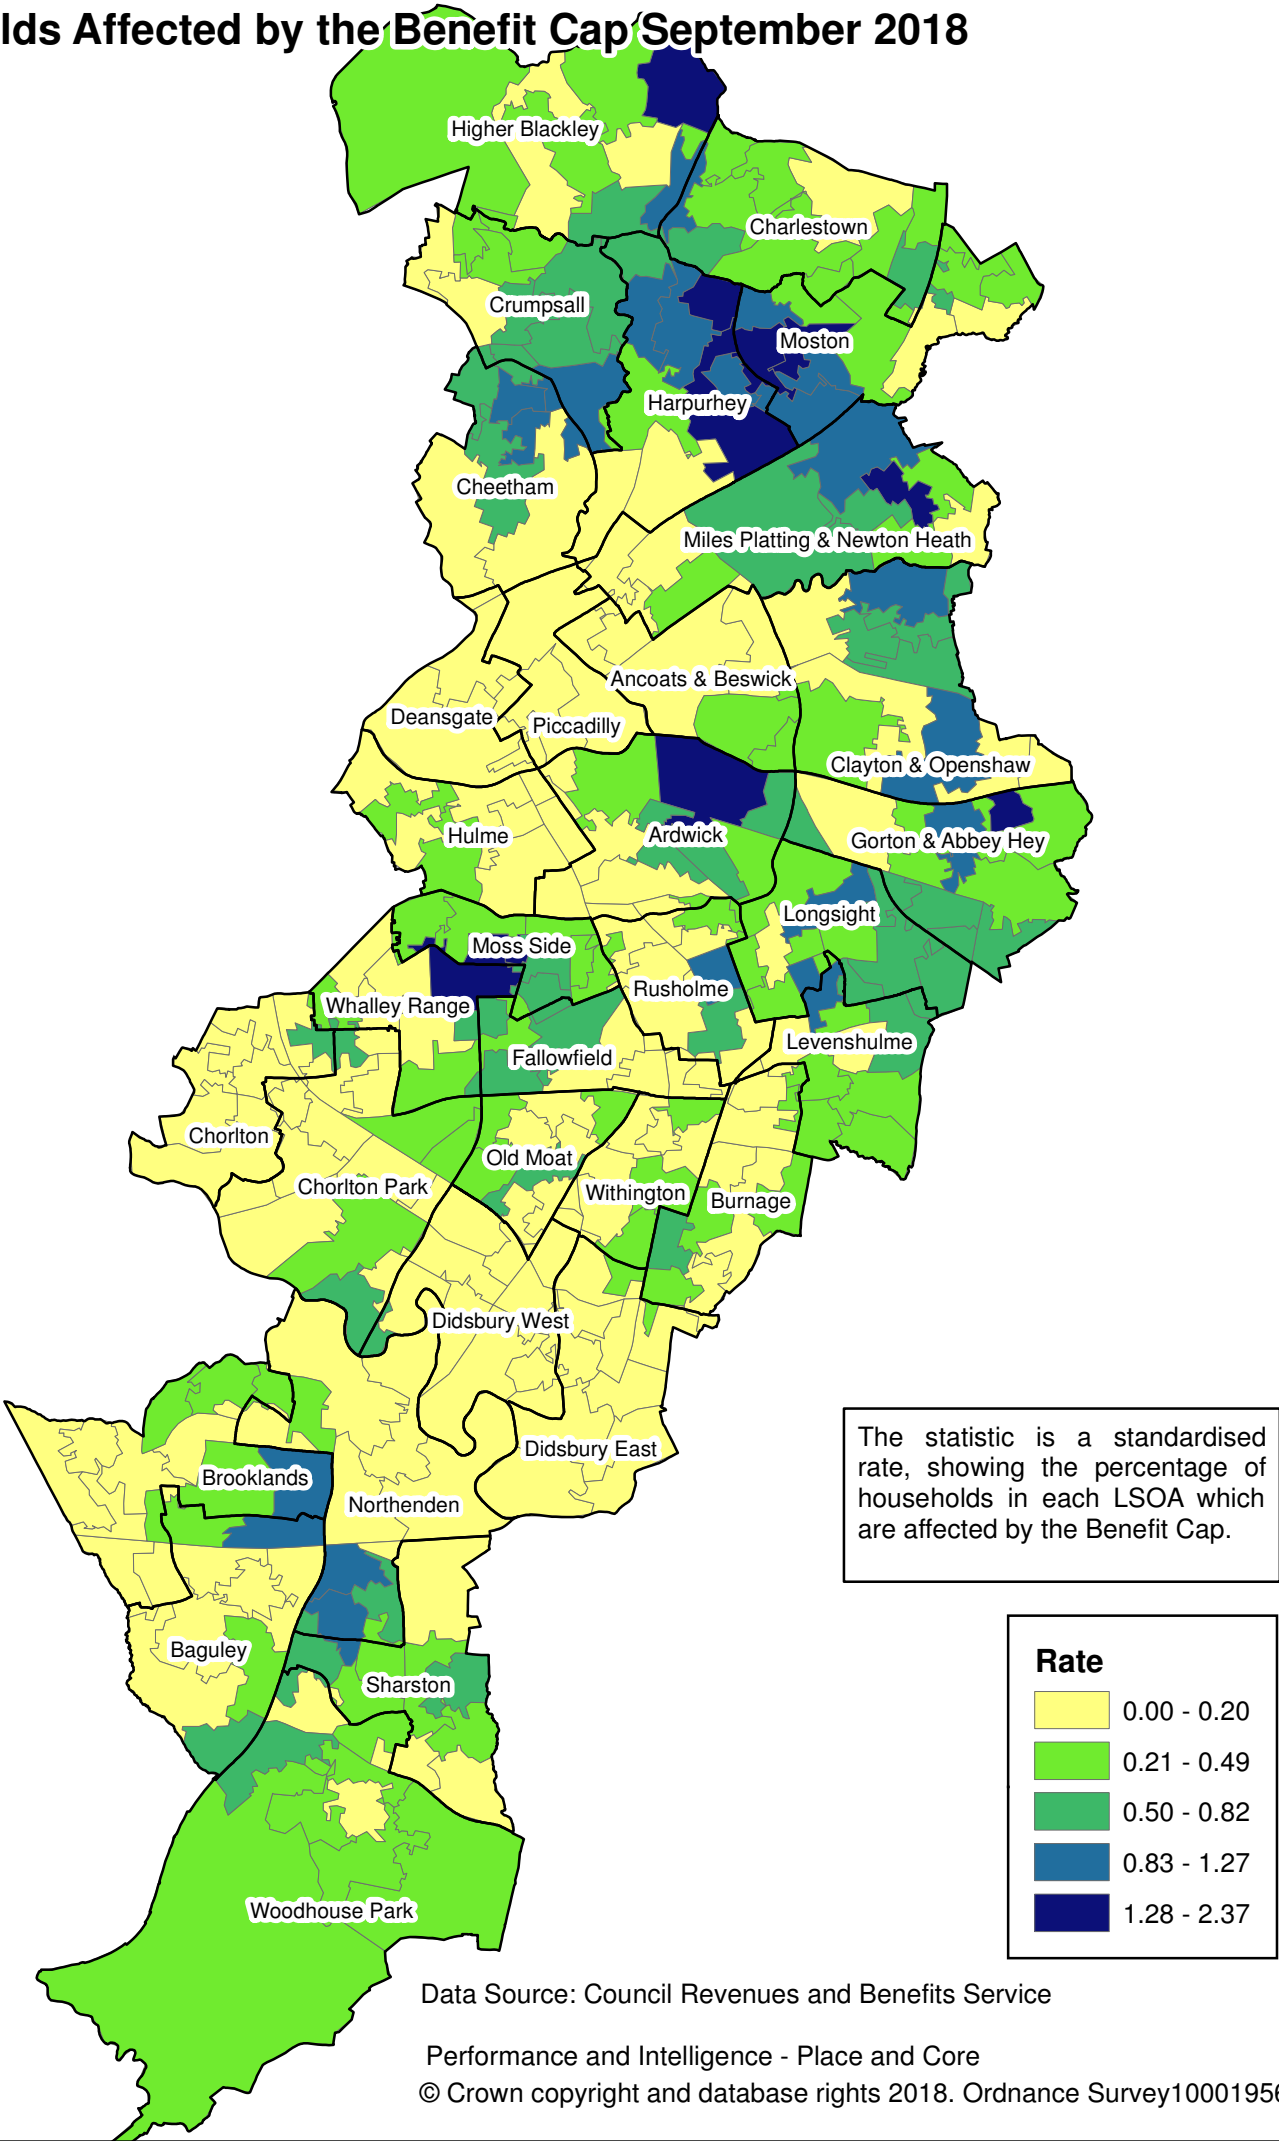 lds Affected by the Benefit Cap September 2018
Higher Blackley
Charlestown
Crumpsall
Moston
Harpurhey
Cheetham
Miles Platting & Newton Heath
Ancoats & Beswick
Deansgate
Piccadilly
Clayton & Openshaw
Hulme
Ardwick
Gorton & Abbey Hey
Longsight
Moss Side
Rusholme
Whalley Range
Levenshulme
Fallowfield
Chorlton
Old Moat
Chorlton Park
Withington
Burnage
Didsbury West
Didsbury East
Brooklands
Northenden
Baguley
Sharston
Woodhouse Park
The statistic is a standardised
rate, showing the percentage of
households in each LSOA which
are affected by the Benefit Cap.
Rate
0.00 - 0.20
0.21 - 0.49
0.50 - 0.82
0.83 - 1.27
1.28 - 2.37
Data Source: Council Revenues and Benefits Service
Performance and Intelligence - Place and Core
© Crown copyright and database rights 2018. Ordnance Survey1000195